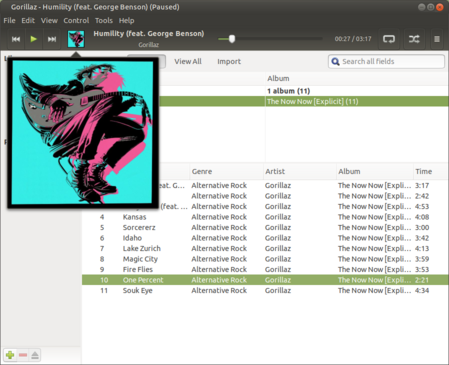 Gorillaz - Humility (feat. George Benson) (Paused)
File Edit View Control Tools Help
Humility (feat. George Benson)
Gorillaz
00:27 / 03:17
View All Import Search all fields
Album
1 album (11)
The Now Now [Explicit] (11)
Genre Artist Album Time
feat. G... Alternative Rock Gorillaz The Now Now [Expli... 3:17
Alternative Rock Gorillaz The Now Now [Expli... 2:42
(feat. ... Alternative Rock Gorillaz The Now Now [Expli... 4:53
4 Kansas Alternative Rock Gorillaz The Now Now [Expli... 4:08
5 Sorcererz Alternative Rock Gorillaz The Now Now [Expli... 3:00
6 Idaho Alternative Rock Gorillaz The Now Now [Expli... 3:42
7 Lake Zurich Alternative Rock Gorillaz The Now Now [Expli... 4:13
8 Magic City Alternative Rock Gorillaz The Now Now [Expli... 3:59
9 Fire Flies Alternative Rock Gorillaz The Now Now [Expli... 3:53
10 One Percent Alternative Rock Gorillaz The Now Now [Expli... 2:21
11 Souk Eye Alternative Rock Gorillaz The Now Now [Expli... 4:34